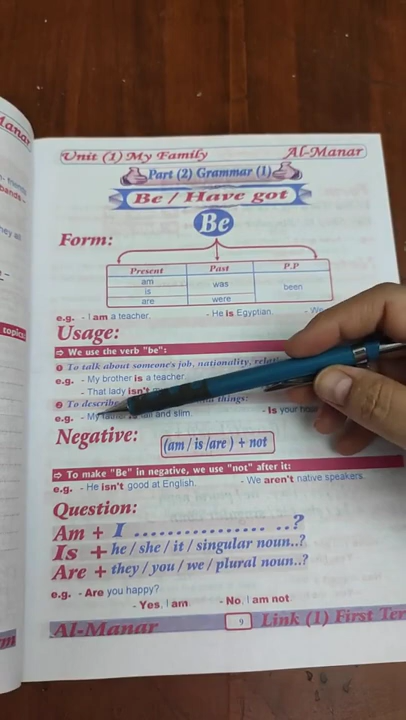 Unit (1) My Family
Al-Manar
Part (2) Grammar (1)
Be / Have got
Be
Form:
Present Past P.P
am was been
is
are were
e.g. - I am a teacher. - He is Egyptian. - We
Usage:
⇨ We use the verb "be":
❶ To talk about someone's job, nationality,
e.g. - My brother is a teacher.
- That lady isn't
❷ To describe things:
e.g. - My and slim. - Is your
Negative:
(am / is /are ) + not
⇨ To make "Be" in negative, we use "not" after it:
e.g. - He isn't good at English. - We aren't native speakers.
Question:
Am + I ................. ..?
Is + he / she / it / singular noun..?
Are + they / you / we / plural noun..?
e.g. - Are you happy?
- Yes, I am - No, I am not.
Al-Manar 9 Link (1) First Ter